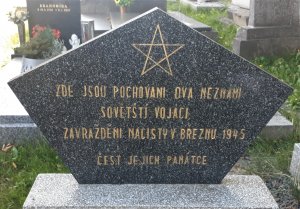 ZDE JSOU POCHOVÁNI DVA NEZNÁMÍ
SOVĚTŠTÍ VOJÁCI
ZAVRAŽDĚNI NACISTY V BŘEZNU 1945
ČEST JEJICH PAMÁTCE